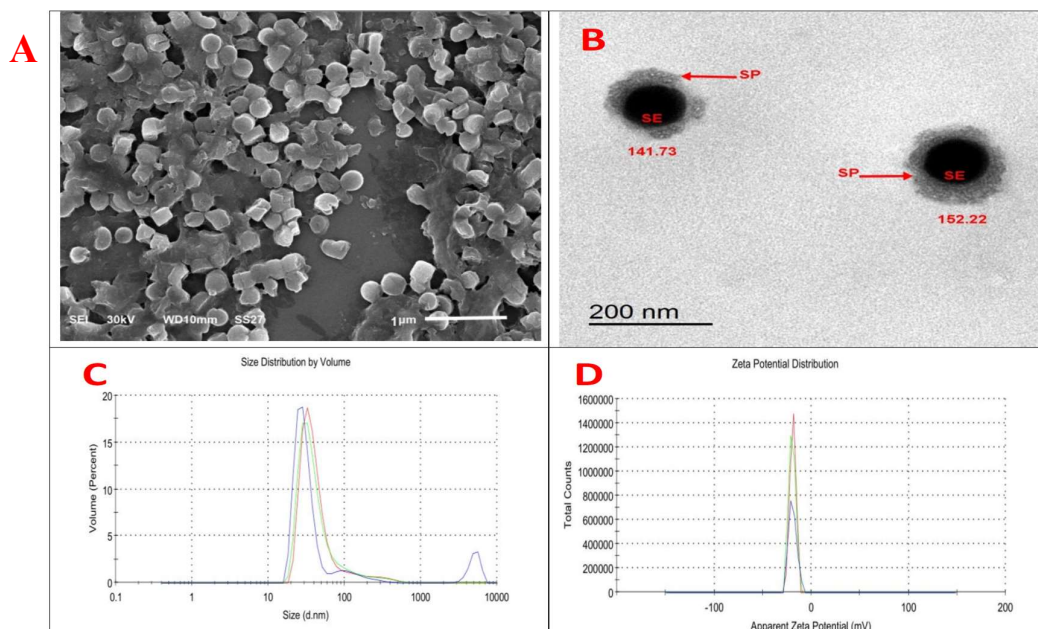 A
SEI 30kV WD10mm SS27 1µm
B
SP
SE
141.73
SP
SE
152.22
200 nm
C
Size Distribution by Volume
Volume (Percent)
20
15
10
5
0
0.1 1 10 100 1000 10000
Size (d.nm)
D
Zeta Potential Distribution
Total Counts
1600000
1400000
1200000
1000000
800000
600000
400000
200000
0
-100 0 100 200
Apparent Zeta Potential (mV)